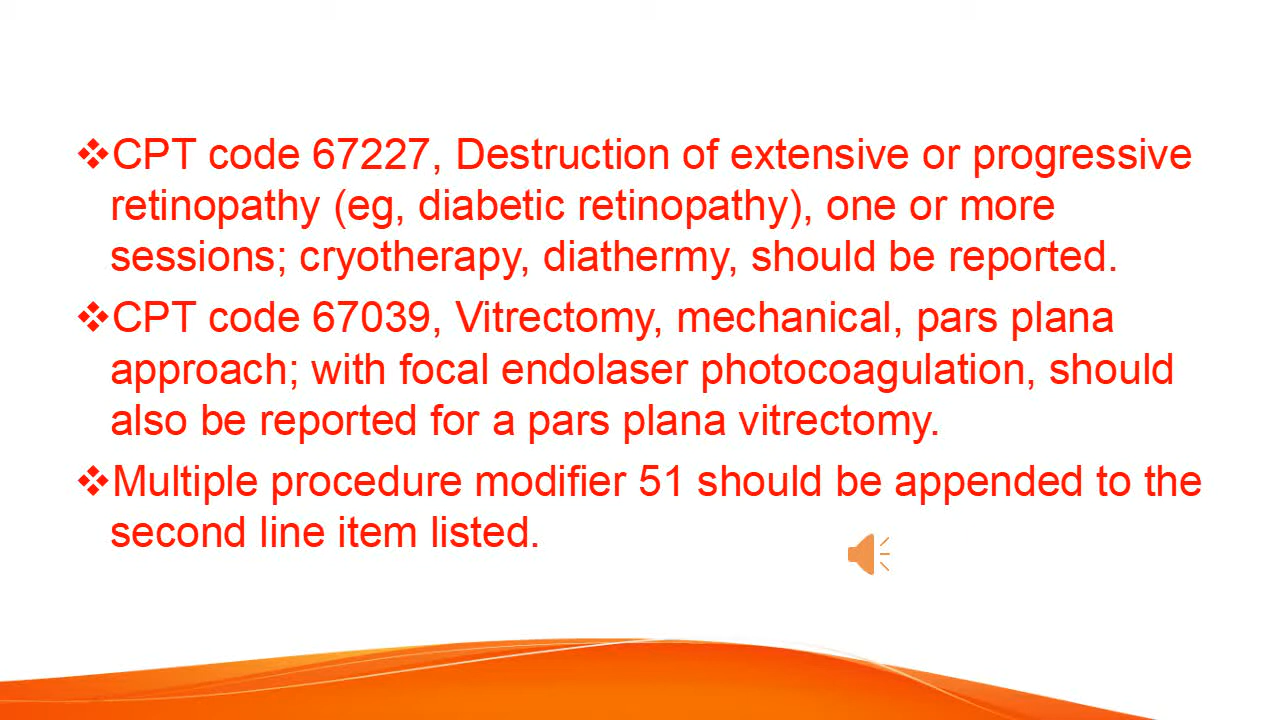 ❖CPT code 67227, Destruction of extensive or progressive
retinopathy (eg, diabetic retinopathy), one or more
sessions; cryotherapy, diathermy, should be reported.
❖CPT code 67039, Vitrectomy, mechanical, pars plana
approach; with focal endolaser photocoagulation, should
also be reported for a pars plana vitrectomy.
❖Multiple procedure modifier 51 should be appended to the
second line item listed.